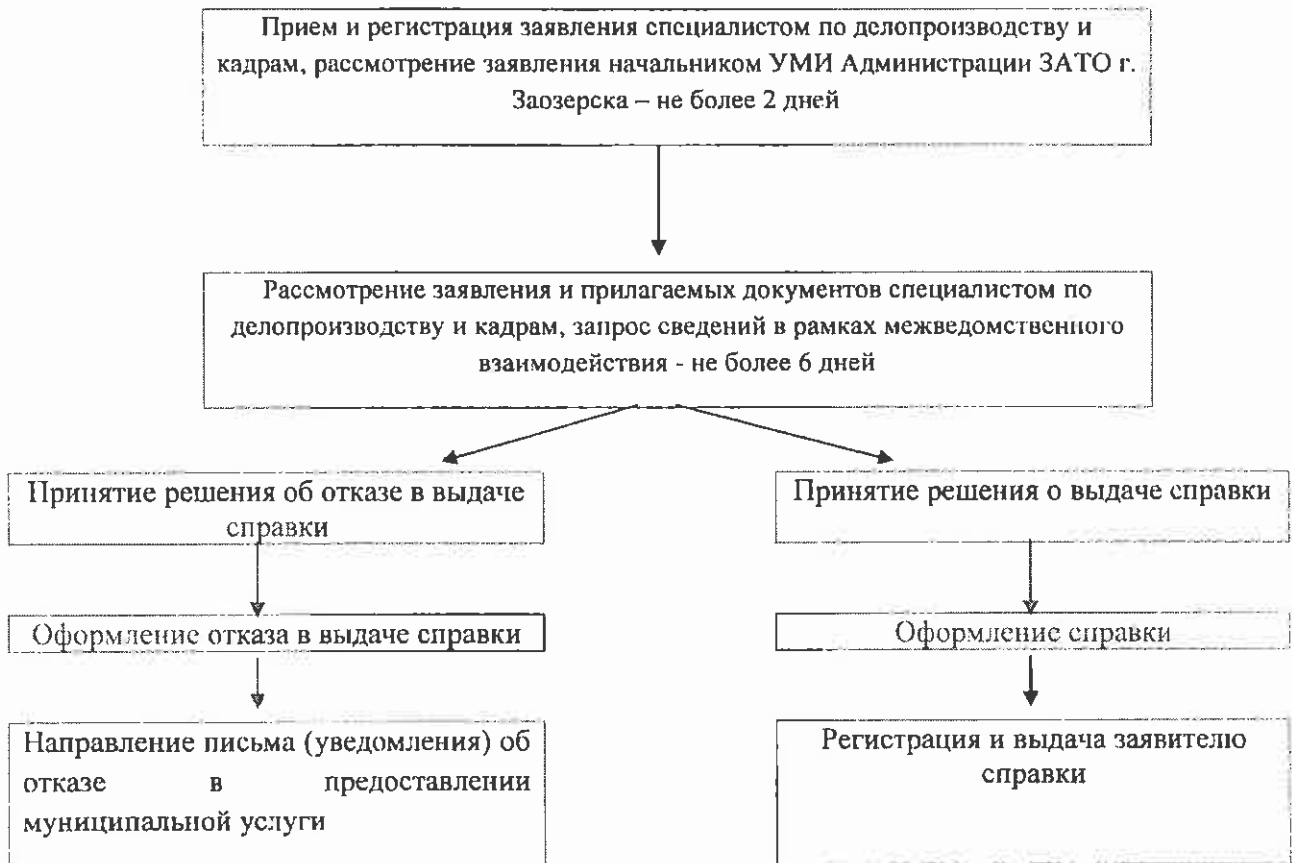 Прием и регистрация заявления специалистом по делопроизводству и
кадрам, рассмотрение заявления начальником УМИ Администрации ЗАТО г.
Заозерска – не более 2 дней
Рассмотрение заявления и прилагаемых документов специалистом по
делопроизводству и кадрам, запрос сведений в рамках межведомственного
взаимодействия - не более 6 дней
Принятие решения об отказе в выдаче
справки
Принятие решения о выдаче справки
Оформление отказа в выдаче справки
Оформление справки
Направление письма (уведомления) об
отказе в предоставлении
муниципальной услуги
Регистрация и выдача заявителю
справки